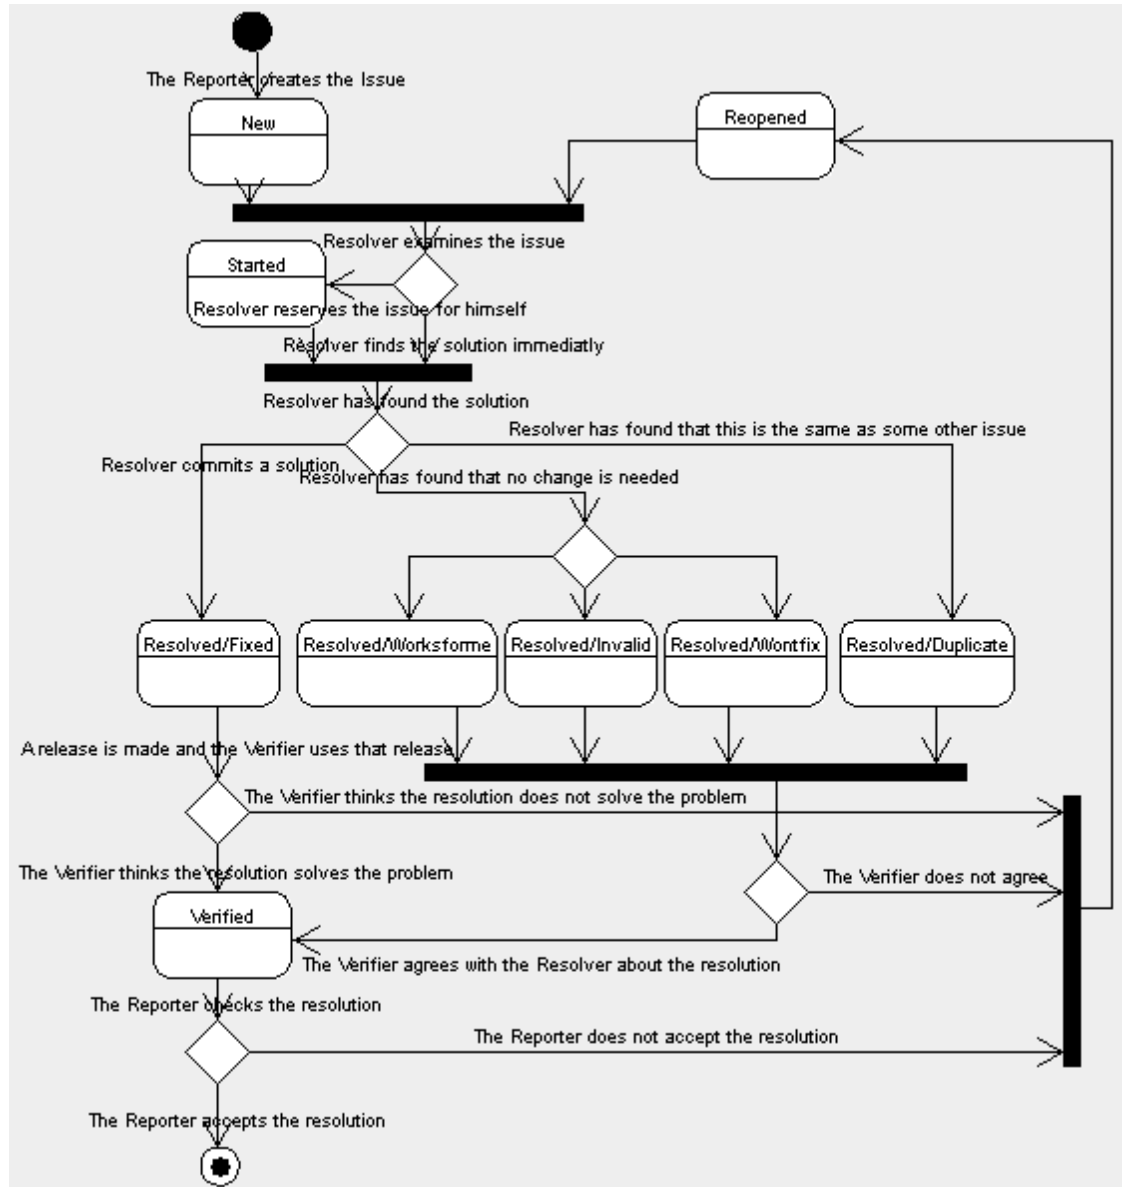 The Reporter creates the Issue
New
Reopened
Resolver examines the issue
Started
Resolver reserves the issue for himself
Resolver finds the solution immediatly
Resolver has found the solution
Resolver has found that this is the same as some other issue
Resolver commits a solution
Resolver has found that no change is needed
Resolved/Fixed
Resolved/Worksforme
Resolved/Invalid
Resolved/Wontfix
Resolved/Duplicate
A release is made and the Verifier uses that release
The Verifier thinks the resolution does not solve the problem
The Verifier thinks the resolution solves the problem
The Verifier does not agree
Verified
The Verifier agrees with the Resolver about the resolution
The Reporter checks the resolution
The Reporter does not accept the resolution
The Reporter accepts the resolution